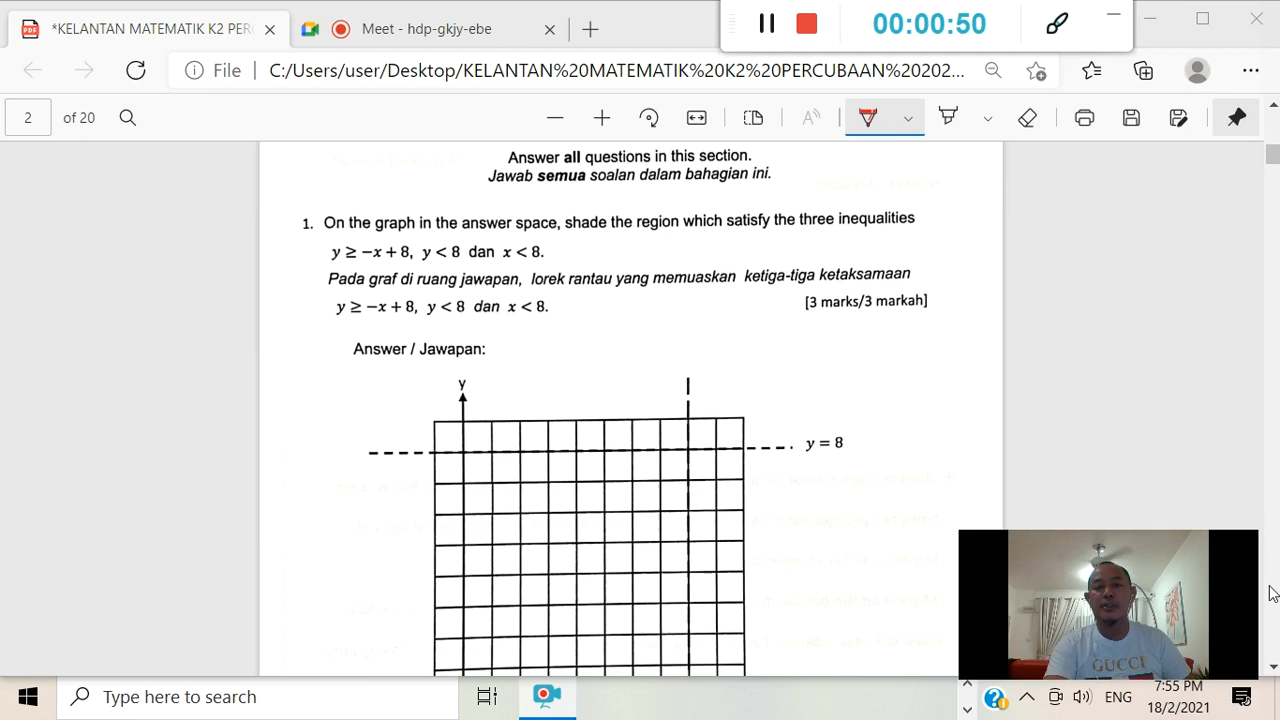 *KELANTAN MATEMATIK K2 PER
Meet - hdp-gkjy-ebe
00:00:50
File
C:/Users/user/Desktop/KELANTAN%20MATEMATIK%20K2%20PERCUBAAN%20202...
2
of 20
Answer all questions in this section.
Jawab semua soalan dalam bahagian ini.
1. On the graph in the answer space, shade the region which satisfy the three inequalities
y ≥ −x + 8, y < 8 dan x < 8.
Pada graf di ruang jawapan, lorek rantau yang memuaskan ketiga-tiga ketaksamaan
y ≥ −x + 8, y < 8 dan x < 8.
[3 marks/3 markah]
Answer / Jawapan:
y
y = 8
GUCCI
Type here to search
ENG
7:55 PM
18/2/2021